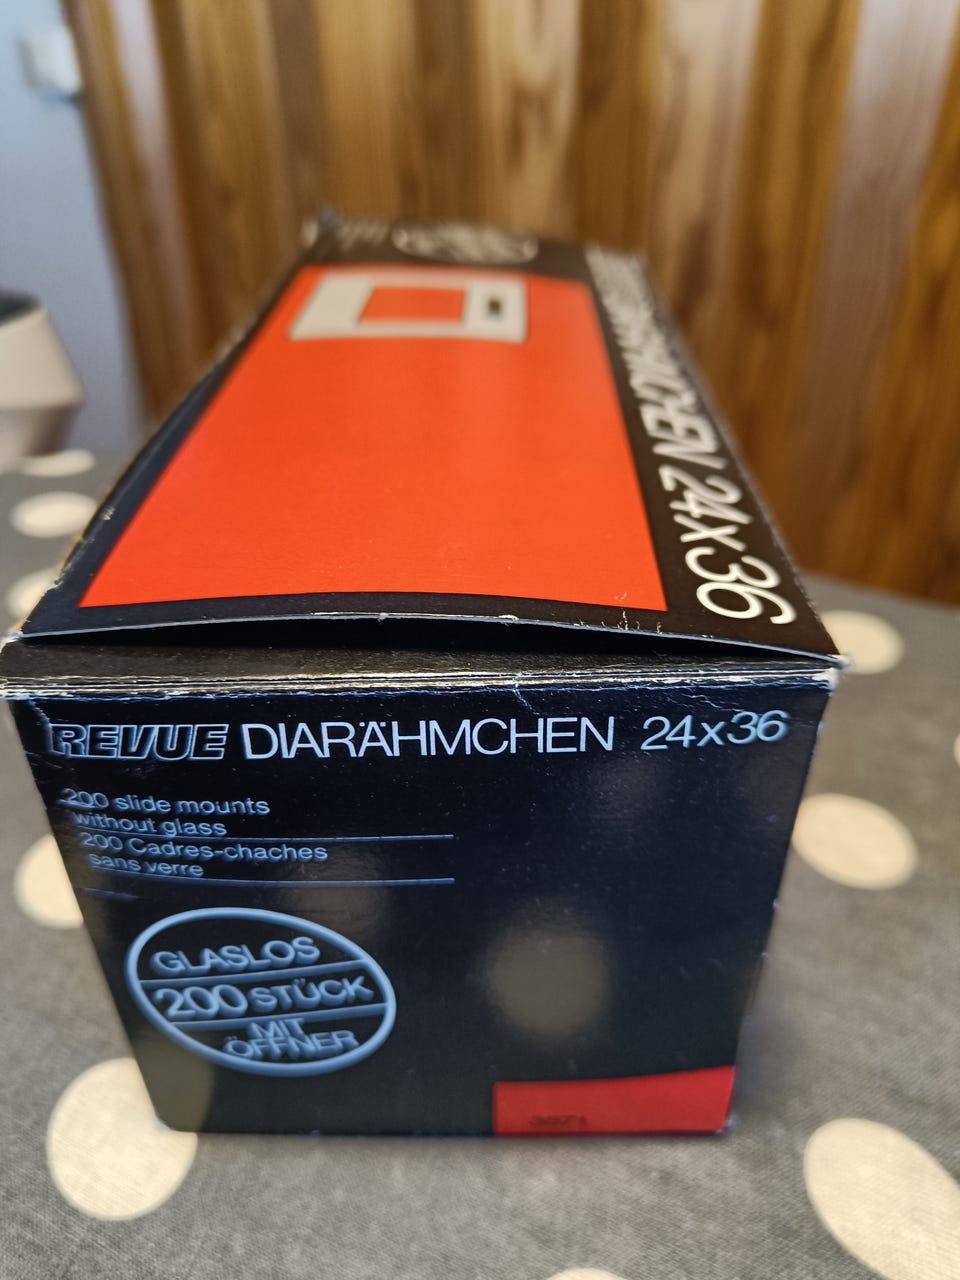 HMCHEN 24x36
REVUE DIARÄHMCHEN 24x36
200 slide mounts
without glass
200 Cadres-chaches
sans verre
GLASLOS
200 STÜCK
MIT
ÖFFNER